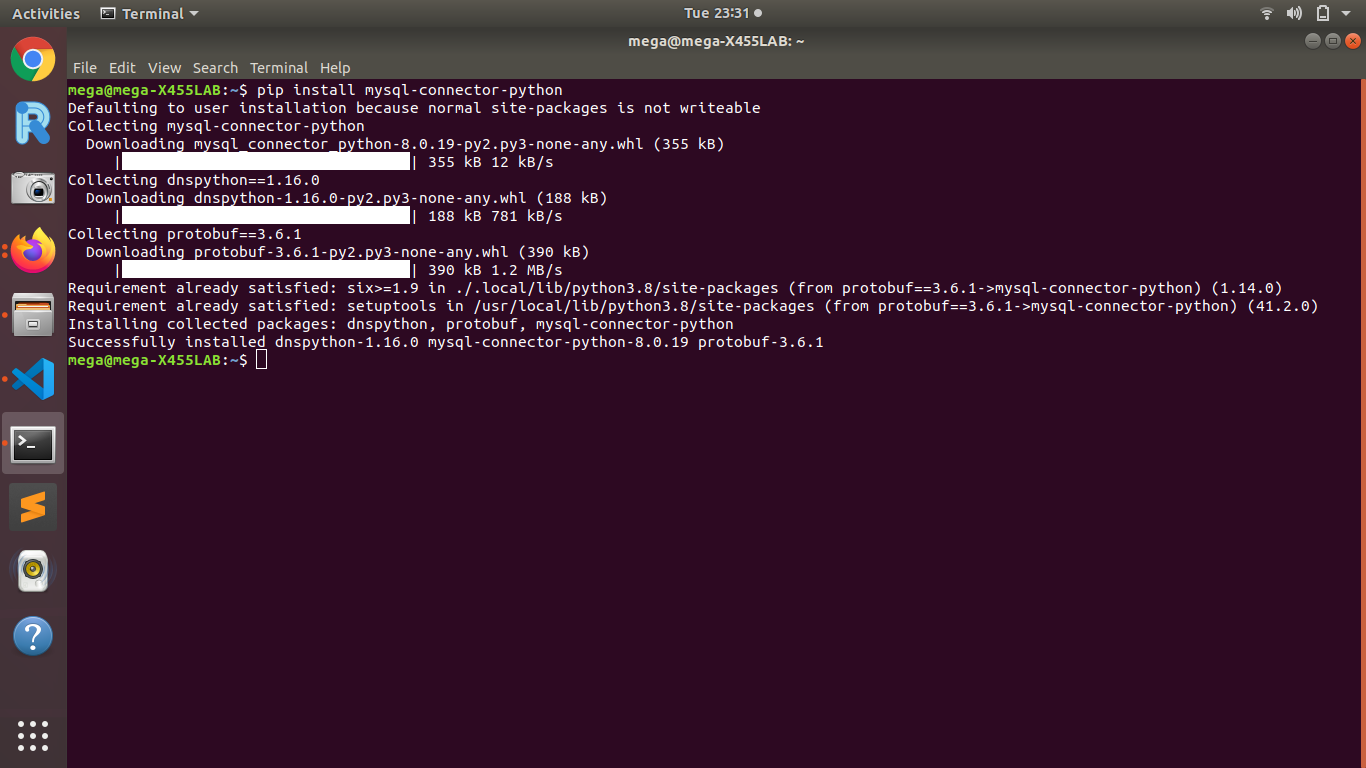 Activities Terminal Tue 23:31
mega@mega-X455LAB: ~
File Edit View Search Terminal Help
mega@mega-X455LAB:~$ pip install mysql-connector-python
Defaulting to user installation because normal site-packages is not writeable
Collecting mysql-connector-python
  Downloading mysql_connector_python-8.0.19-py2.py3-none-any.whl (355 kB)
     |████████████████████████████████| 355 kB 12 kB/s
Collecting dnspython==1.16.0
  Downloading dnspython-1.16.0-py2.py3-none-any.whl (188 kB)
     |████████████████████████████████| 188 kB 781 kB/s
Collecting protobuf==3.6.1
  Downloading protobuf-3.6.1-py2.py3-none-any.whl (390 kB)
     |████████████████████████████████| 390 kB 1.2 MB/s
Requirement already satisfied: six>=1.9 in ./.local/lib/python3.8/site-packages (from protobuf==3.6.1->mysql-connector-python) (1.14.0)
Requirement already satisfied: setuptools in /usr/local/lib/python3.8/site-packages (from protobuf==3.6.1->mysql-connector-python) (41.2.0)
Installing collected packages: dnspython, protobuf, mysql-connector-python
Successfully installed dnspython-1.16.0 mysql-connector-python-8.0.19 protobuf-3.6.1
mega@mega-X455LAB:~$